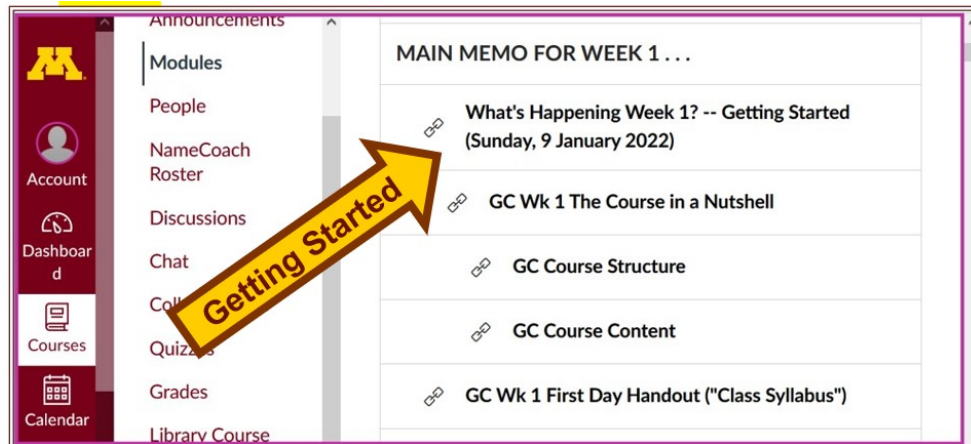 M
Account
Dashboar
d
Courses
Calendar
Announcements
Modules
People
NameCoach
Roster
Discussions
Chat
Quizzes
Grades
Library Course
Getting Started
MAIN MEMO FOR WEEK 1 . . .
What's Happening Week 1? -- Getting Started
(Sunday, 9 January 2022)
GC Wk 1 The Course in a Nutshell
GC Course Structure
GC Course Content
GC Wk 1 First Day Handout ("Class Syllabus")